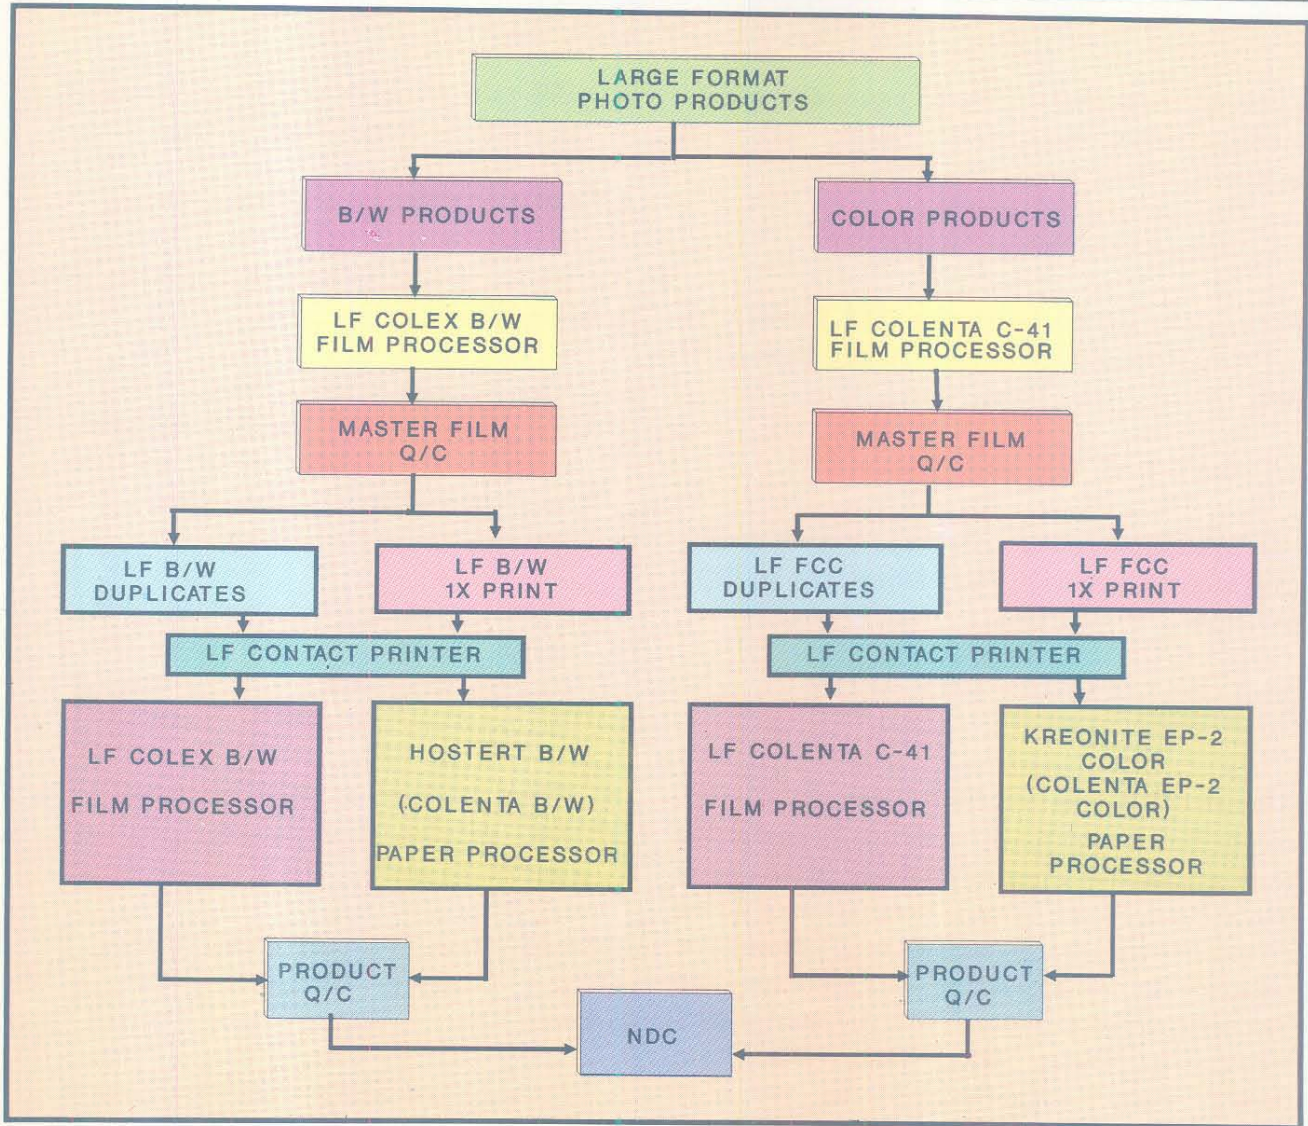 LARGE FORMAT
PHOTO PRODUCTS
B/W PRODUCTS
COLOR PRODUCTS
LF COLEX B/W
FILM PROCESSOR
LF COLENTA C-41
FILM PROCESSOR
MASTER FILM
Q/C
MASTER FILM
Q/C
LF B/W
DUPLICATES
LF B/W
1X PRINT
LF FCC
DUPLICATES
LF FCC
1X PRINT
LF CONTACT PRINTER
LF CONTACT PRINTER
LF COLEX B/W
FILM PROCESSOR
HOSTERT B/W
(COLENTA B/W)
PAPER PROCESSOR
LF COLENTA C-41
FILM PROCESSOR
KREONITE EP-2
COLOR
(COLENTA EP-2
COLOR)
PAPER
PROCESSOR
PRODUCT
Q/C
PRODUCT
Q/C
NDC